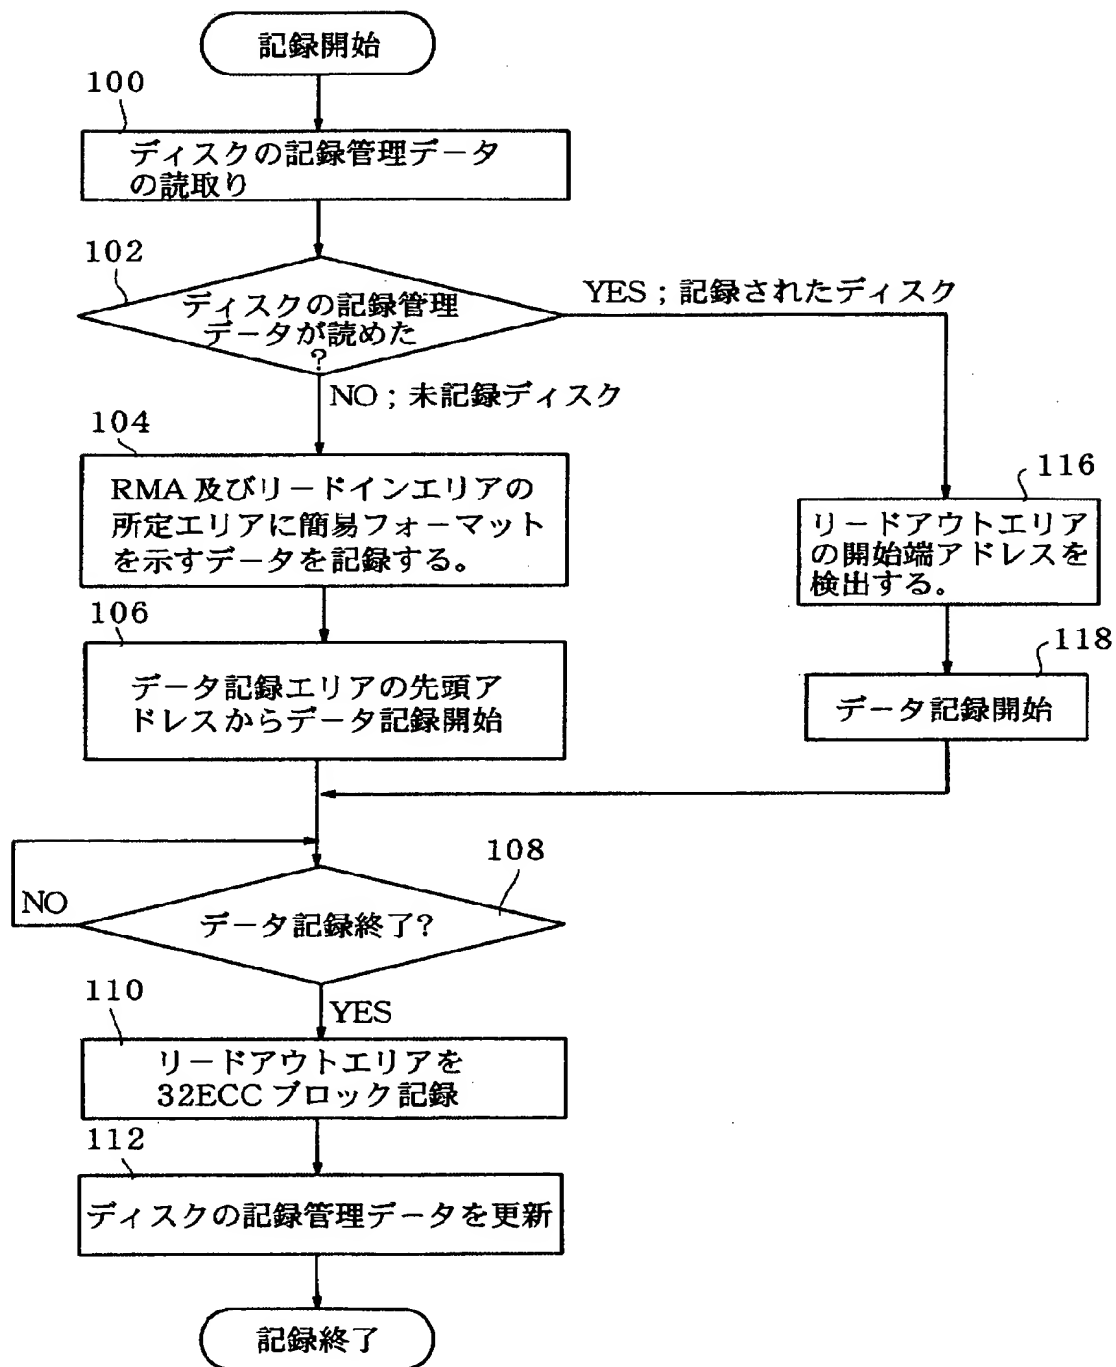 記録開始
100
ディスクの記録管理データ
の読取り
102
ディスクの記録管理
データが読めた
?
YES；記録されたディスク
NO；未記録ディスク
104
RMA 及びリードインエリアの
所定エリアに簡易フォーマット
を示すデータを記録する。
116
リードアウトエリア
の開始端アドレスを
検出する。
106
データ記録エリアの先頭ア
ドレスからデータ記録開始
118
データ記録開始
108
データ記録終了?
NO
YES
110
リードアウトエリアを
32ECC ブロック記録
112
ディスクの記録管理データを更新
記録終了